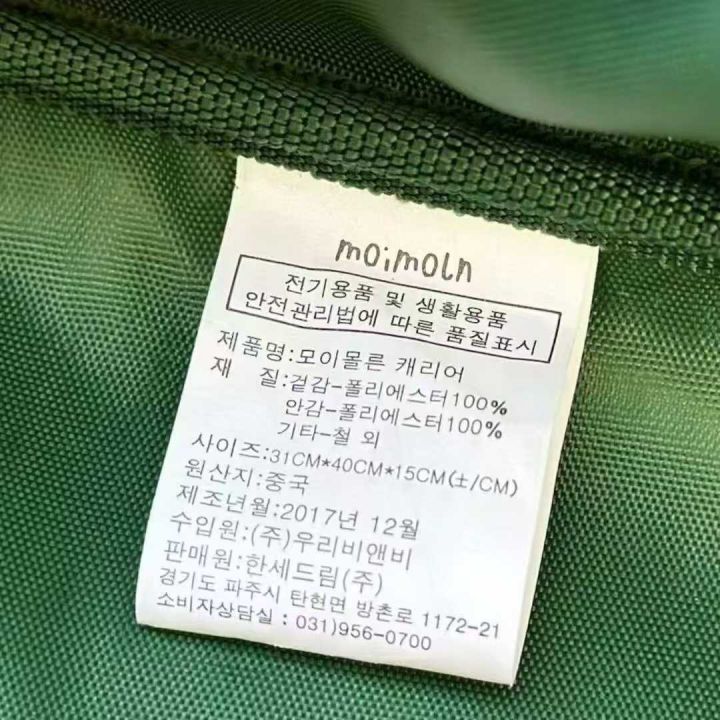 moimoln
전기용품 및 생활용품
안전관리법에 따른 품질표시
제품명:모이몰른 캐리어
재 질:겉감-폴리에스터100%
안감-폴리에스터100%
기타-철 외
사이즈:31CM*40CM*15CM(±/CM)
원산지:중국
제조년월:2017년 12월
수입원:(주)우리비앤비
판매원:한세드림(주)
경기도 파주시 탄현면 방촌로 1172-21
소비자상담실 : 031)956-0700